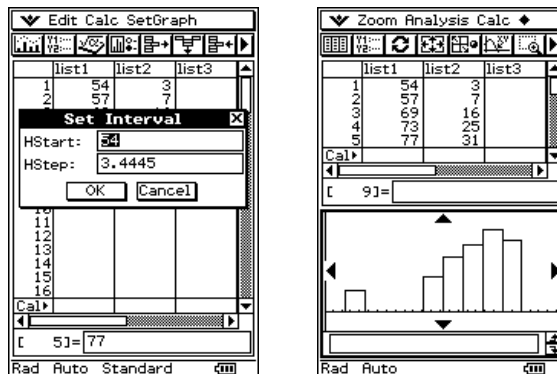 Edit Calc SetGraph
list1 list2 list3
1 54 3
2 57 7
Set Interval
HStart: 54
HStep: 3.4445
OK Cancel
11
12
13
14
15
16
Cal
[ 5]= 77
Rad Auto Standard
Zoom Analysis Calc
list1 list2 list3
1 54 3
2 57 7
3 69 16
4 73 25
5 77 31
Cal
[ 9]=
Rad Auto